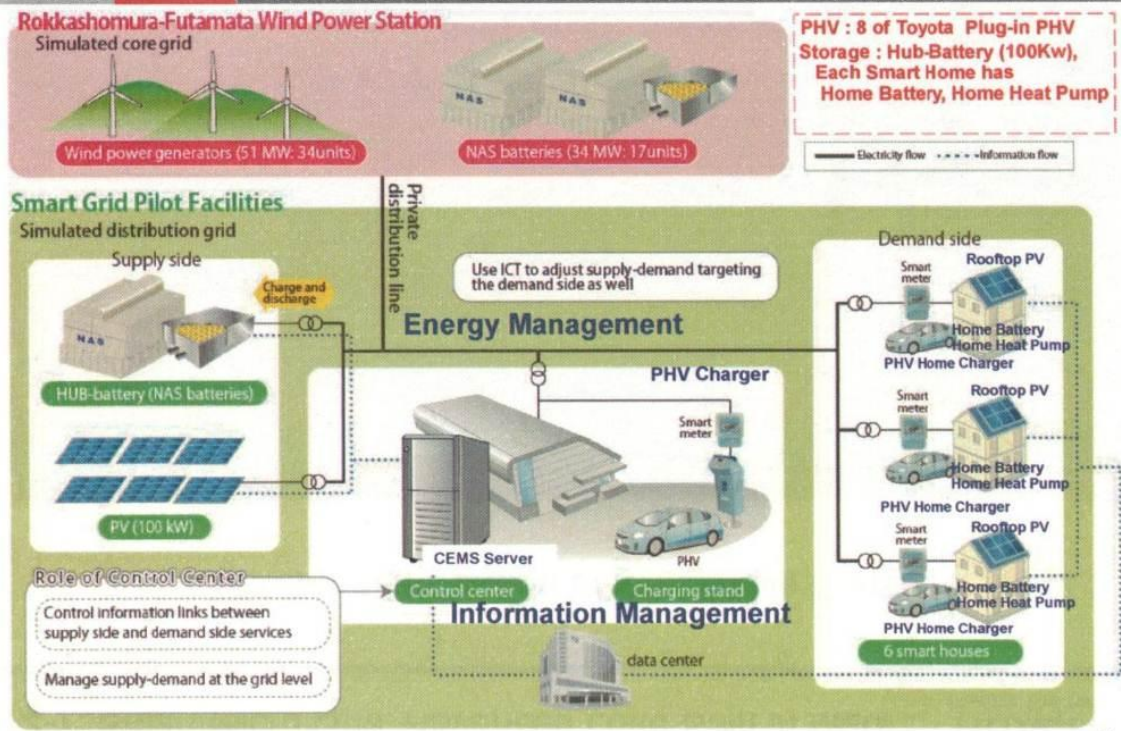 Rokkashomura-Futamata Wind Power Station
Simulated core grid
Wind power generators (51 MW: 34units)
NAS
NAS
NAS batteries (34 MW: 17units)
PHV : 8 of Toyota Plug-in PHV
Storage : Hub-Battery (100Kw),
Each Smart Home has
Home Battery, Home Heat Pump
Electricity flow
Information flow
Smart Grid Pilot Facilities
Simulated distribution grid
Private
distribution line
Supply side
Charge and
discharge
NAS
HUB-battery (NAS batteries)
PV (100 kW)
Use ICT to adjust supply-demand targeting
the demand side as well
Energy Management
PHV Charger
Smart
meter
CEMS Server
PHV
Control center
Charging stand
Information Management
data center
Role of Control Center
Control information links between
supply side and demand side services
Manage supply-demand at the grid level
Demand side
Smart
meter
Rooftop PV
Home Battery
Home Heat Pump
PHV Home Charger
Smart
meter
Rooftop PV
Home Battery
Home Heat Pump
PHV Home Charger
Smart
meter
Rooftop PV
Home Battery
Home Heat Pump
PHV Home Charger
6 smart houses